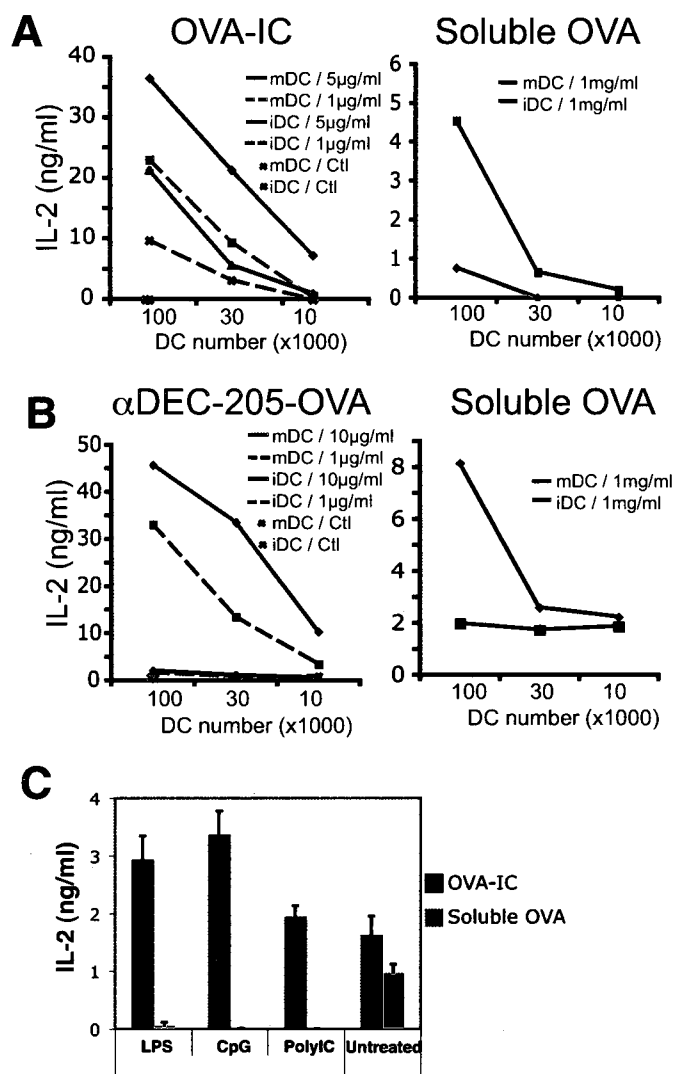 A
OVA-IC
Soluble OVA
40
30
20
10
0
IL-2 (ng/ml)
mDC / 5µg/ml
mDC / 1µg/ml
iDC / 5µg/ml
iDC / 1µg/ml
mDC / Ctl
iDC / Ctl
100 30 10
DC number (x1000)
6
5
4
3
2
1
0
mDC / 1mg/ml
iDC / 1mg/ml
100 30 10
DC number (x1000)
B
αDEC-205-OVA
Soluble OVA
50
40
30
20
10
0
IL-2 (ng/ml)
mDC / 10µg/ml
mDC / 1µg/ml
iDC / 10µg/ml
iDC / 1µg/ml
mDC / Ctl
iDC / Ctl
100 30 10
DC number (x1000)
8
6
4
2
0
mDC / 1mg/ml
iDC / 1mg/ml
100 30 10
DC number (x1000)
C
4
3
2
1
0
IL-2 (ng/ml)
OVA-IC
Soluble OVA
LPS CpG PolyIC Untreated